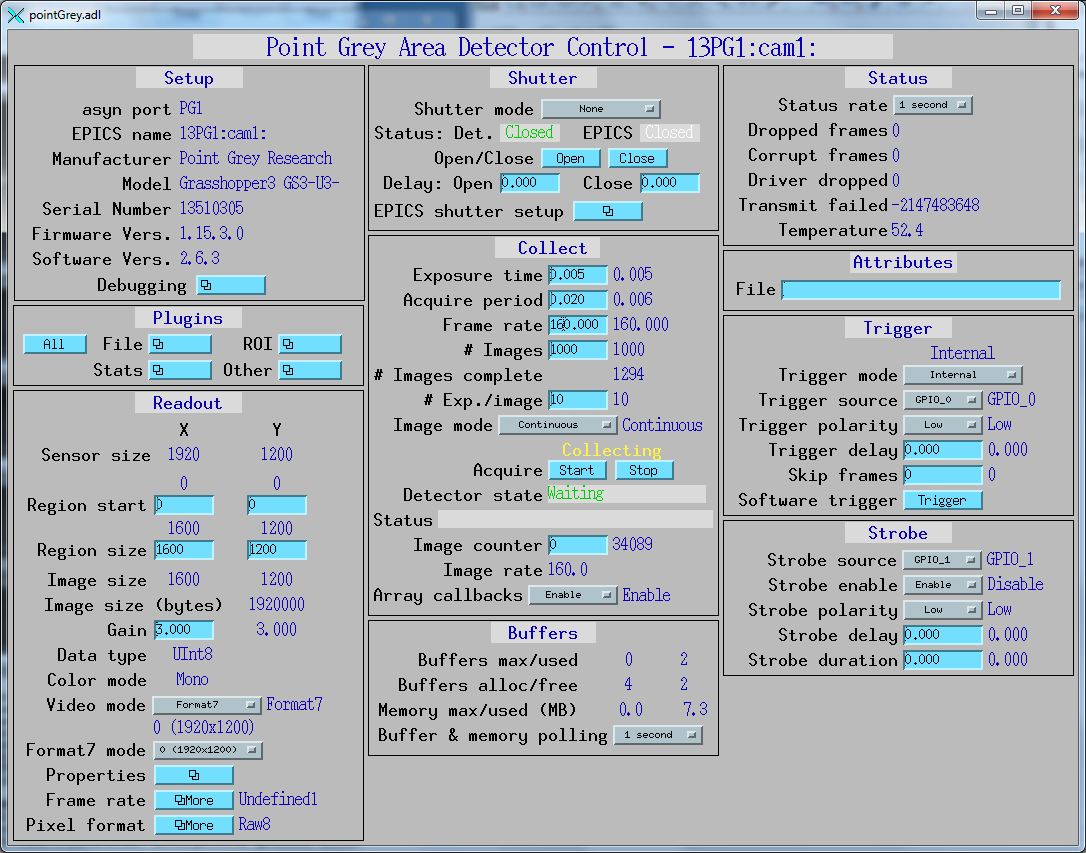 pointGrey.adl
Point Grey Area Detector Control - 13PG1:cam1:
Setup
asyn port PG1
EPICS name 13PG1:cam1:
Manufacturer Point Grey Research
Model Grasshopper3 GS3-U3-
Serial Number 13510305
Firmware Vers. 1.15.3.0
Software Vers. 2.6.3
Debugging
Plugins
All File ROI
Stats Other
Readout
X Y
Sensor size 1920 1200
0 0
Region start 0 0
1600 1200
Region size 1600 1200
Image size 1600 1200
Image size (bytes) 1920000
Gain 3.000 3.000
Data type UInt8
Color mode Mono
Video mode Format7 Format7
0 (1920x1200)
Format7 mode 0 (1920x1200)
Properties
Frame rate More Undefined1
Pixel format More Raw8
Shutter
Shutter mode None
Status: Det. Closed EPICS Closed
Open/Close Open Close
Delay: Open 0.000 Close 0.000
EPICS shutter setup
Collect
Exposure time 0.005 0.005
Acquire period 0.020 0.006
Frame rate 160.000 160.000
# Images 1000 1000
# Images complete 1294
# Exp./image 10 10
Image mode Continuous Continuous
Collecting
Acquire Start Stop
Detector state Waiting
Status
Image counter 0 34089
Image rate 160.0
Array callbacks Enable Enable
Buffers
Buffers max/used 0 2
Buffers alloc/free 4 2
Memory max/used (MB) 0.0 7.3
Buffer & memory polling 1 second
Status
Status rate 1 second
Dropped frames 0
Corrupt frames 0
Driver dropped 0
Transmit failed -2147483648
Temperature 52.4
Attributes
File
Trigger
Internal
Trigger mode Internal
Trigger source GPIO_0 GPIO_0
Trigger polarity Low Low
Trigger delay 0.000 0.000
Skip frames 0 0
Software trigger Trigger
Strobe
Strobe source GPIO_1 GPIO_1
Strobe enable Enable Disable
Strobe polarity Low Low
Strobe delay 0.000 0.000
Strobe duration 0.000 0.000